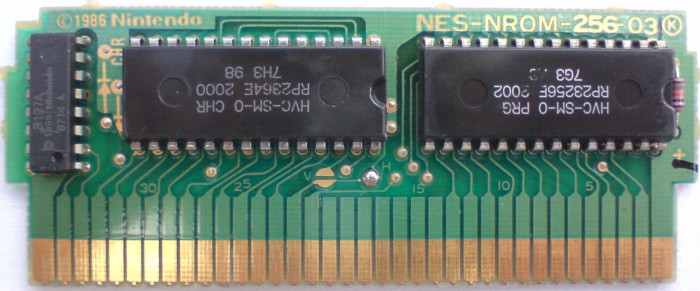 ©1986 Nintendo
NES-NROM-256-03 K
CHR
HVC-SM-0 CHR
RP2364E 2000
7H3 98
HVC-SM-0 PRG
RP23256E 2002
7G3
V
H
30
25
15
10
5
+